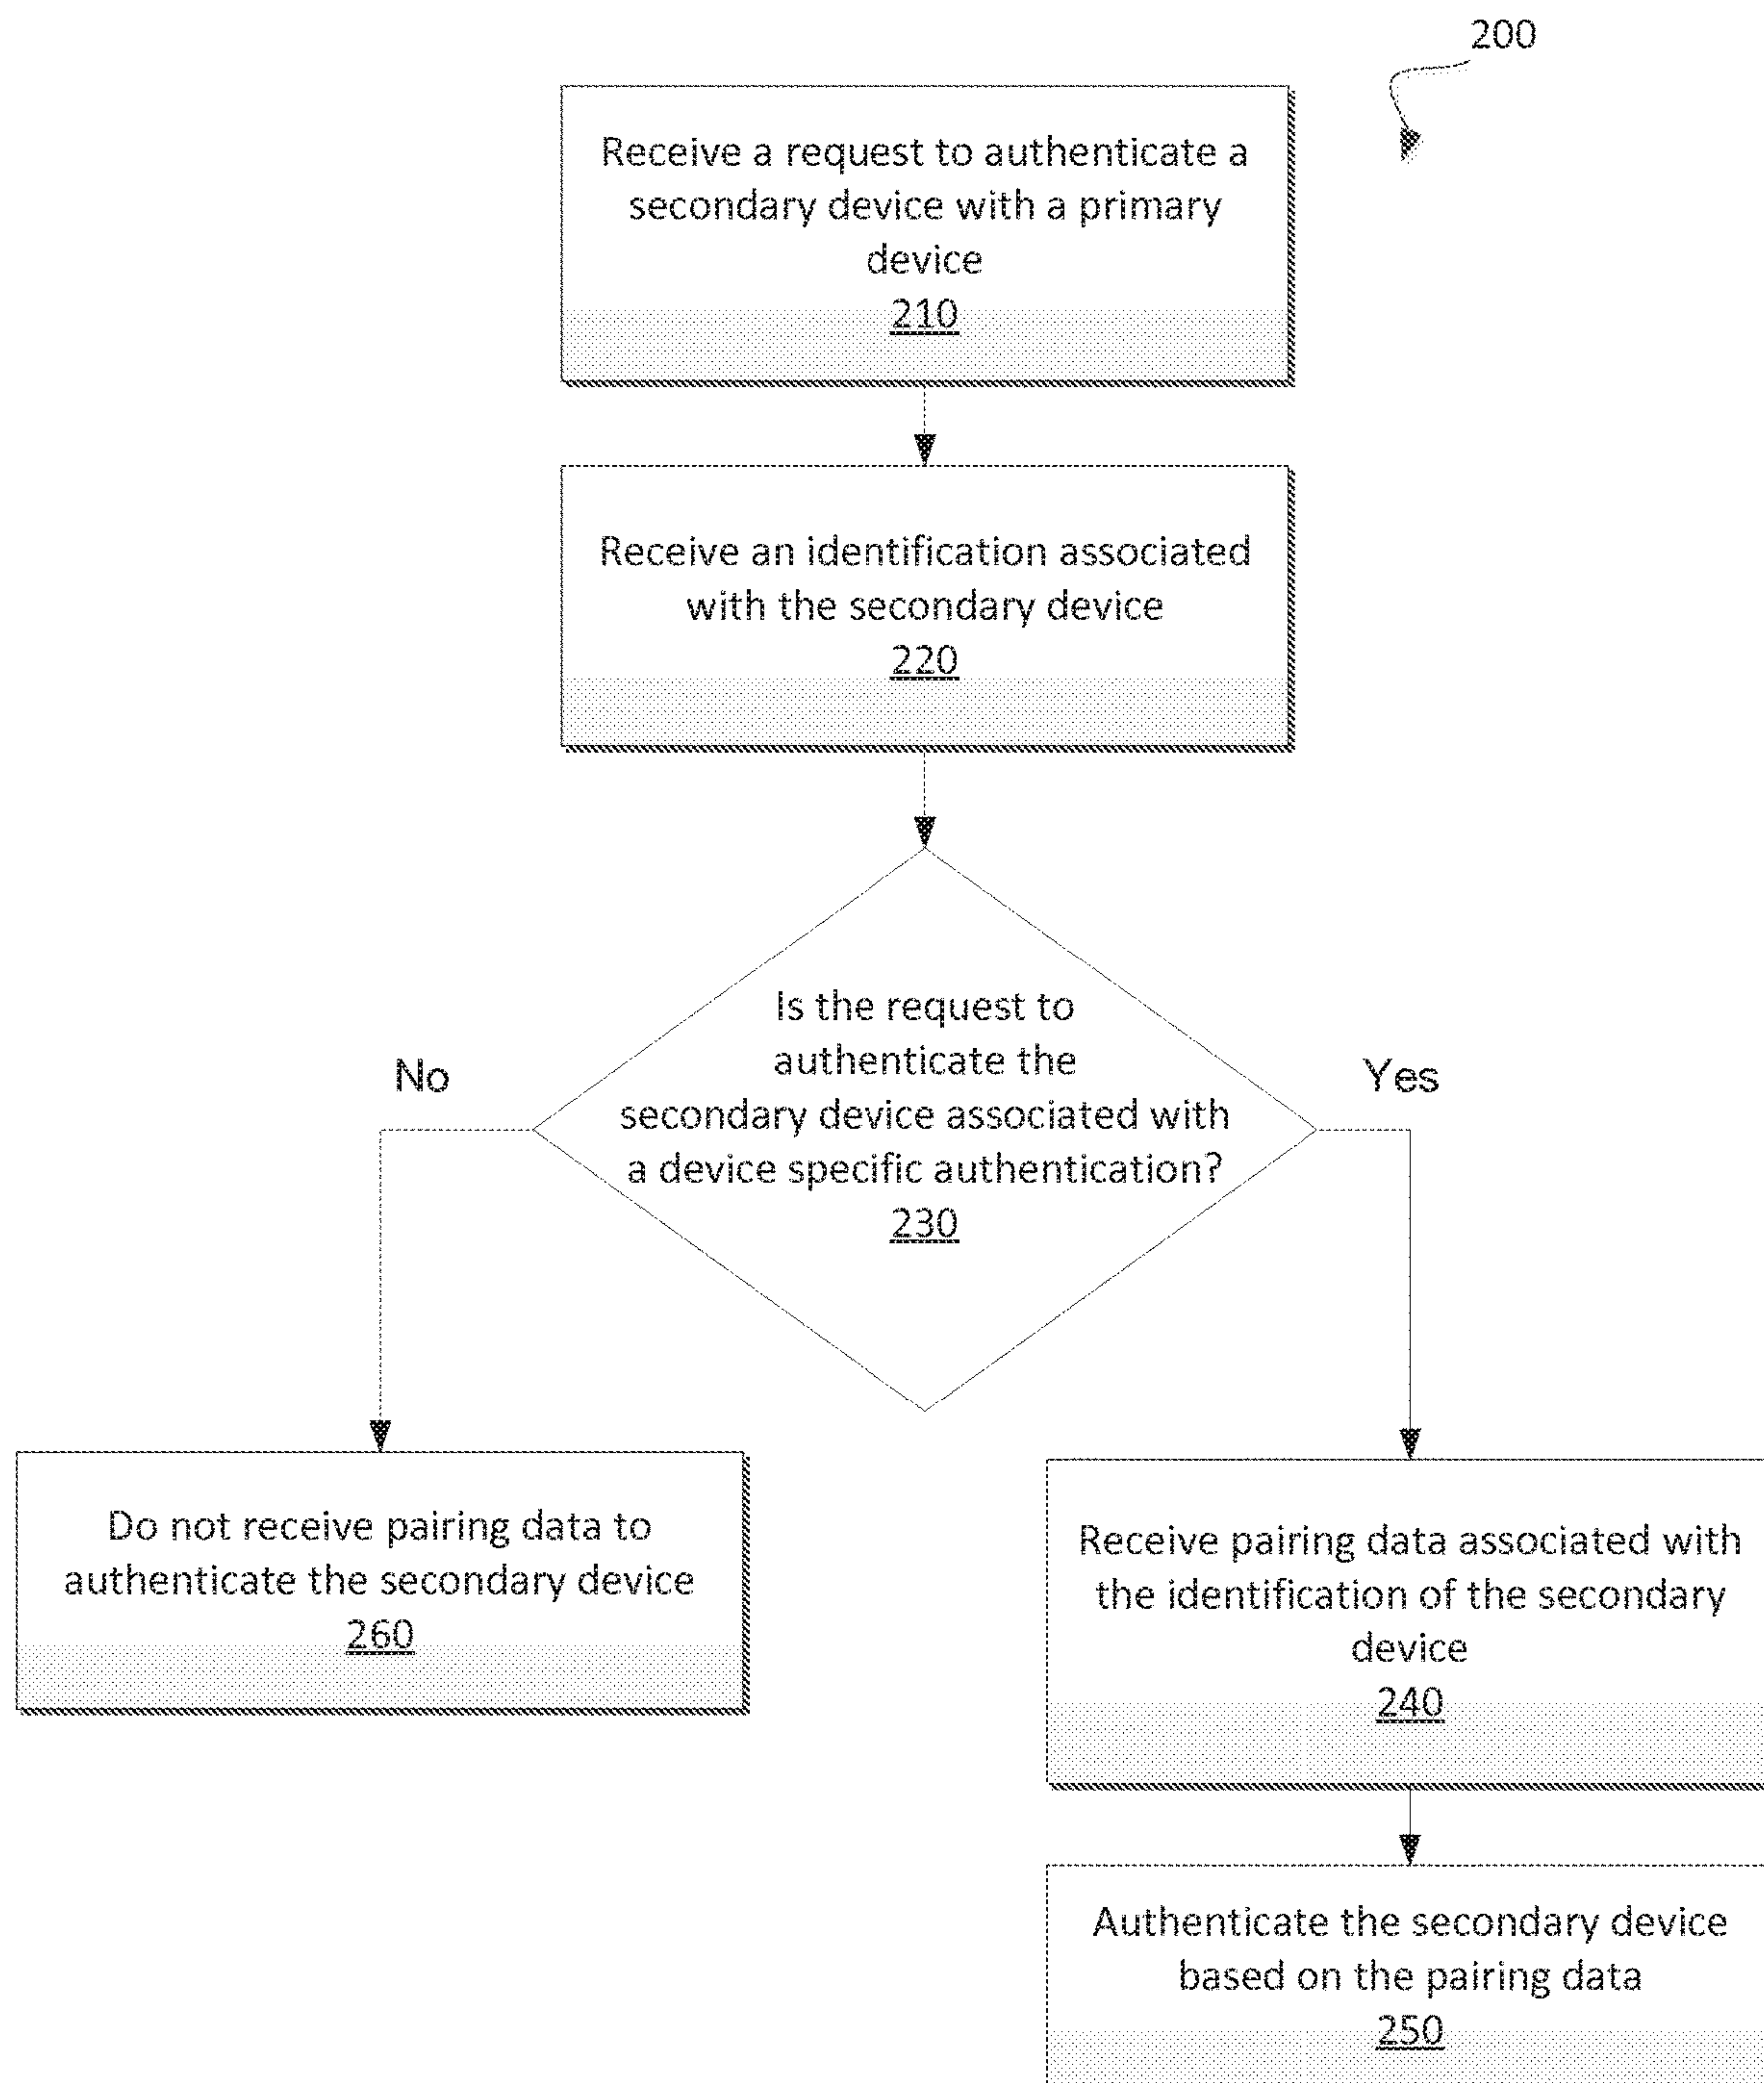 200
Receive a request to authenticate a
secondary device with a primary
device
210
Receive an identification associated
with the secondary device
220
Is the request to
authenticate the
secondary device associated with
a device specific authentication?
230
No
Yes
Do not receive pairing data to
authenticate the secondary device
260
Receive pairing data associated with
the identification of the secondary
device
240
Authenticate the secondary device
based on the pairing data
250